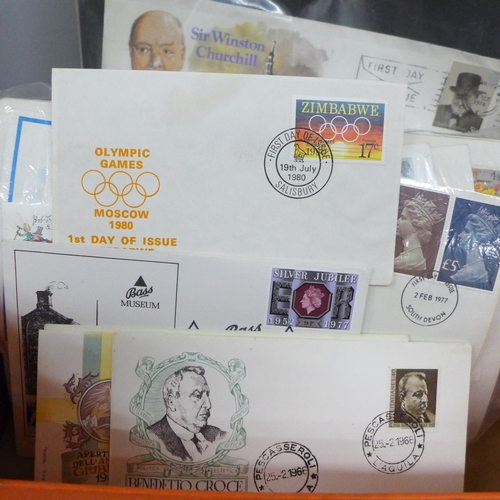 Sir Winston
Churchill
FIRST DAY
ZIMBABWE
17c
FIRST DAY OF ISSUE
19th July
1980
SALISBURY
OLYMPIC
GAMES
MOSCOW
1980
1st DAY OF ISSUE
£5
2 FEB 1977
SOUTH DEVON
Bass
MUSEUM
Bass
SILVER JUBILEE
E R
1952 1977
PESCASSEROLI
25.-2.1966
L'AQUILA
PESCASSEROLI
25.-2.1966
BENEDETTO CROCE